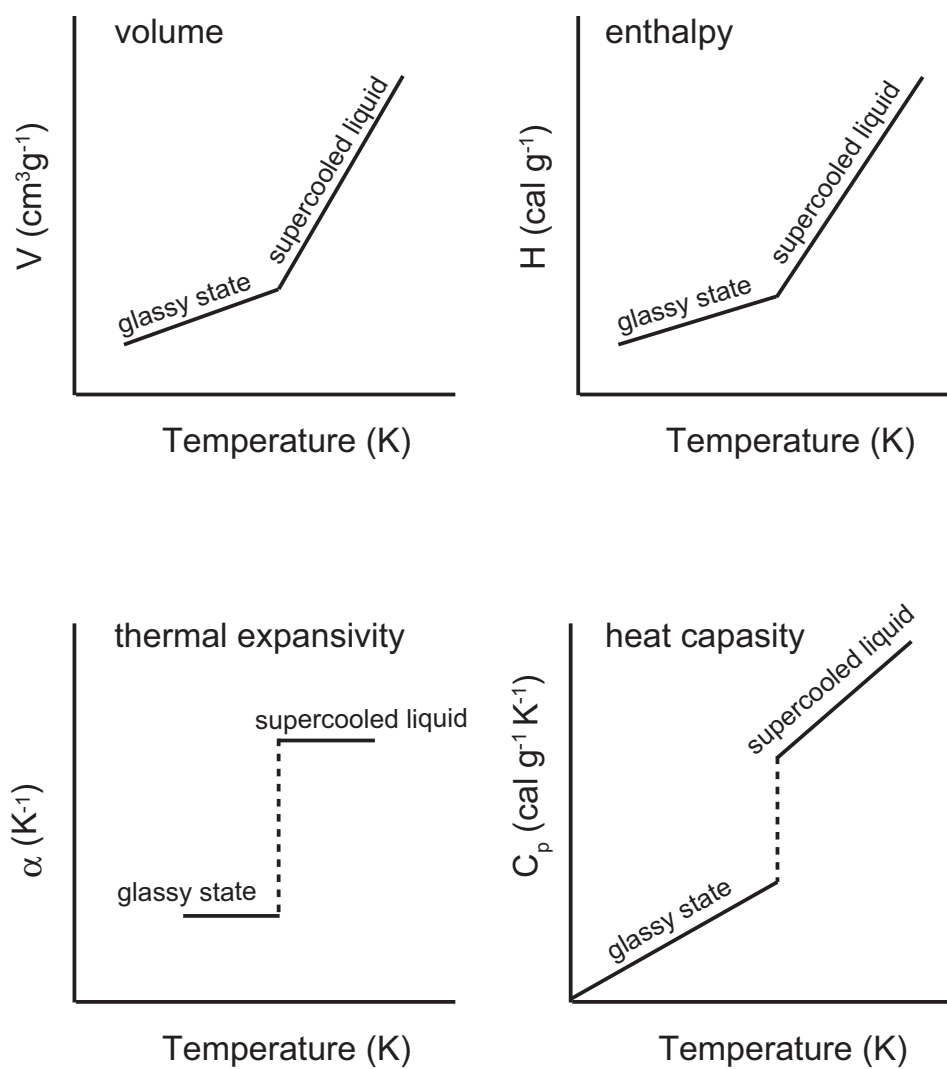 volume
V (cm³g⁻¹)
glassy state
supercooled liquid
Temperature (K)
enthalpy
H (cal g⁻¹)
glassy state
supercooled liquid
Temperature (K)
thermal expansivity
α (K⁻¹)
glassy state
supercooled liquid
Temperature (K)
heat capasity
Cₚ (cal g⁻¹ K⁻¹)
glassy state
supercooled liquid
Temperature (K)